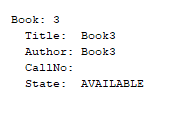 Book: 3
Title: Book3
Author: Book3
CallNo:
State: AVAILABLE